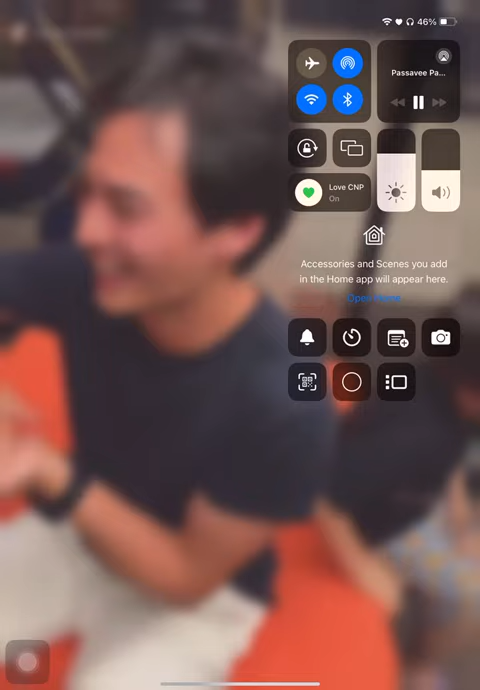 46%
Passavee Pa...
Love CNP
On
Accessories and Scenes you add
in the Home app will appear here.
Open Home